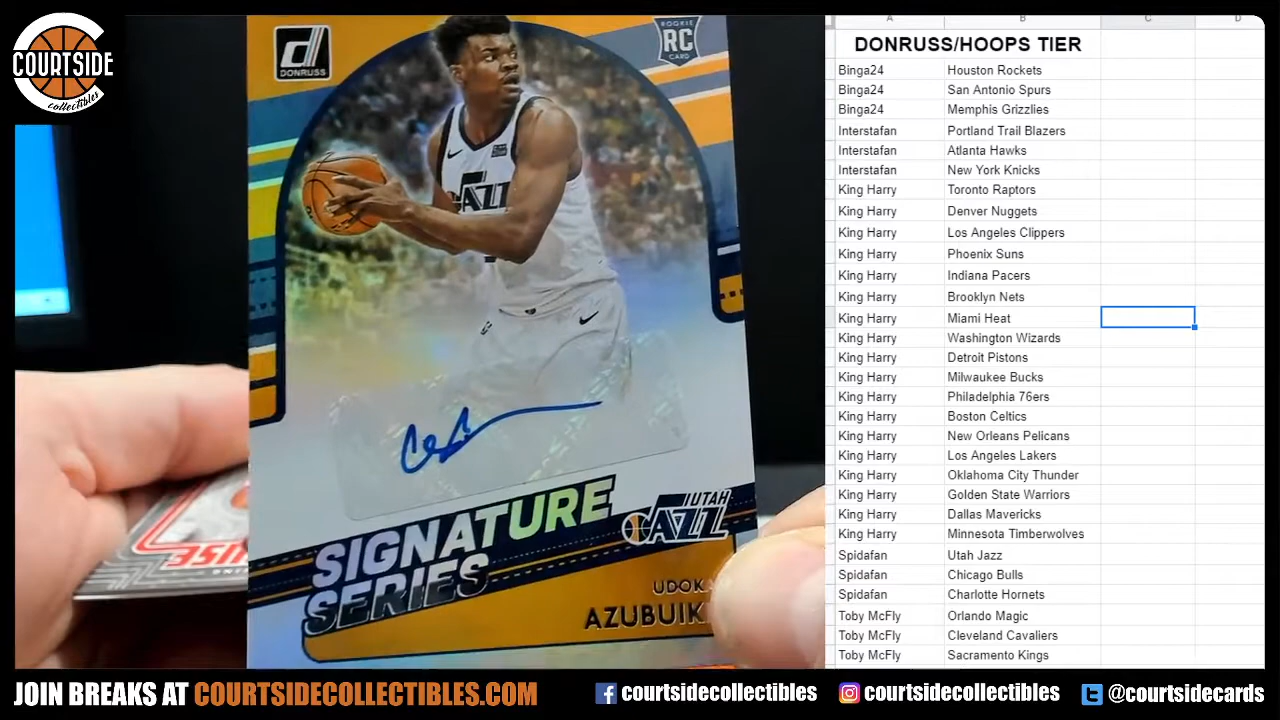 COURTSIDE
collectibles
d
DONRUSS
ROOKIE
RC
CARD
JAZZ
SIGNATURE
SERIES
UTAH
JAZZ
UDOK
AZUBUIK
A B C D
DONRUSS/HOOPS TIER
Binga24 Houston Rockets
Binga24 San Antonio Spurs
Binga24 Memphis Grizzlies
Interstafan Portland Trail Blazers
Interstafan Atlanta Hawks
Interstafan New York Knicks
King Harry Toronto Raptors
King Harry Denver Nuggets
King Harry Los Angeles Clippers
King Harry Phoenix Suns
King Harry Indiana Pacers
King Harry Brooklyn Nets
King Harry Miami Heat
King Harry Washington Wizards
King Harry Detroit Pistons
King Harry Milwaukee Bucks
King Harry Philadelphia 76ers
King Harry Boston Celtics
King Harry New Orleans Pelicans
King Harry Los Angeles Lakers
King Harry Oklahoma City Thunder
King Harry Golden State Warriors
King Harry Dallas Mavericks
King Harry Minnesota Timberwolves
Spidafan Utah Jazz
Spidafan Chicago Bulls
Spidafan Charlotte Hornets
Toby McFly Orlando Magic
Toby McFly Cleveland Cavaliers
Toby McFly Sacramento Kings
JOIN BREAKS AT COURTSIDECOLLECTIBLES.COM
courtsidecollectibles
courtsidecollectibles
@courtsidecards